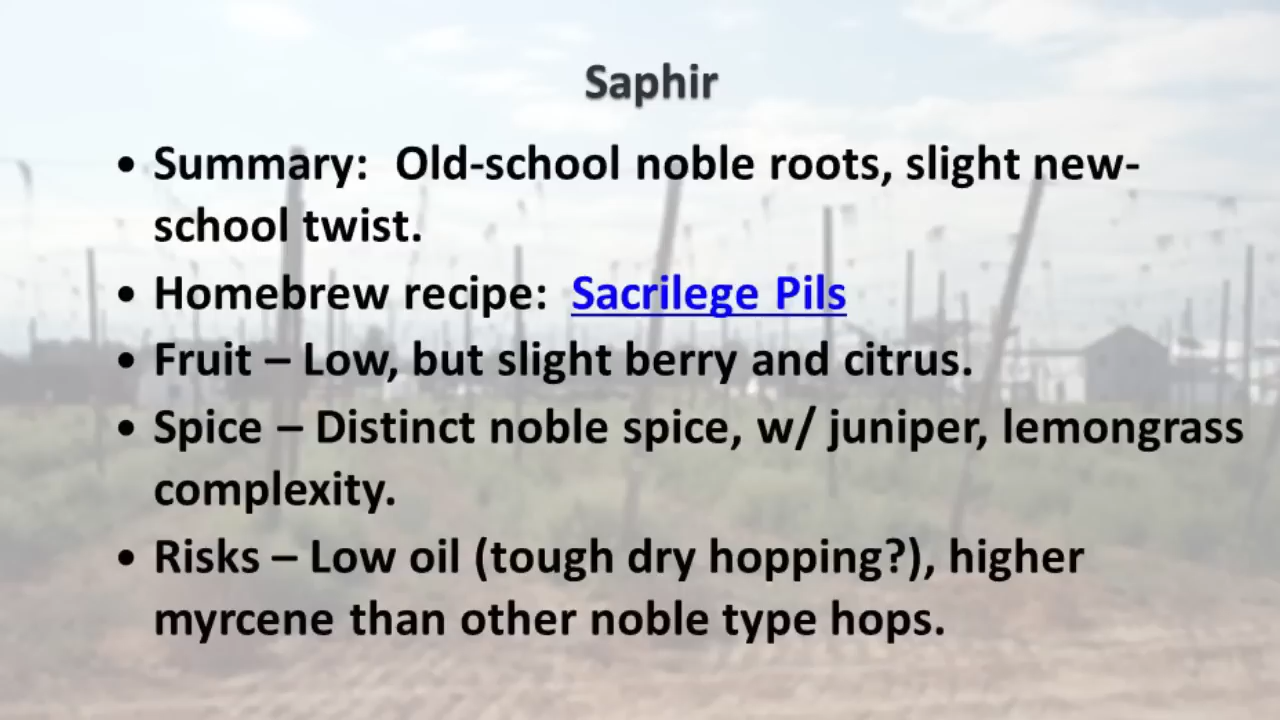 Saphir
• Summary:  Old-school noble roots, slight new-
school twist.
• Homebrew recipe:  Sacrilege Pils
• Fruit – Low, but slight berry and citrus.
• Spice – Distinct noble spice, w/ juniper, lemongrass
complexity.
• Risks – Low oil (tough dry hopping?), higher
myrcene than other noble type hops.